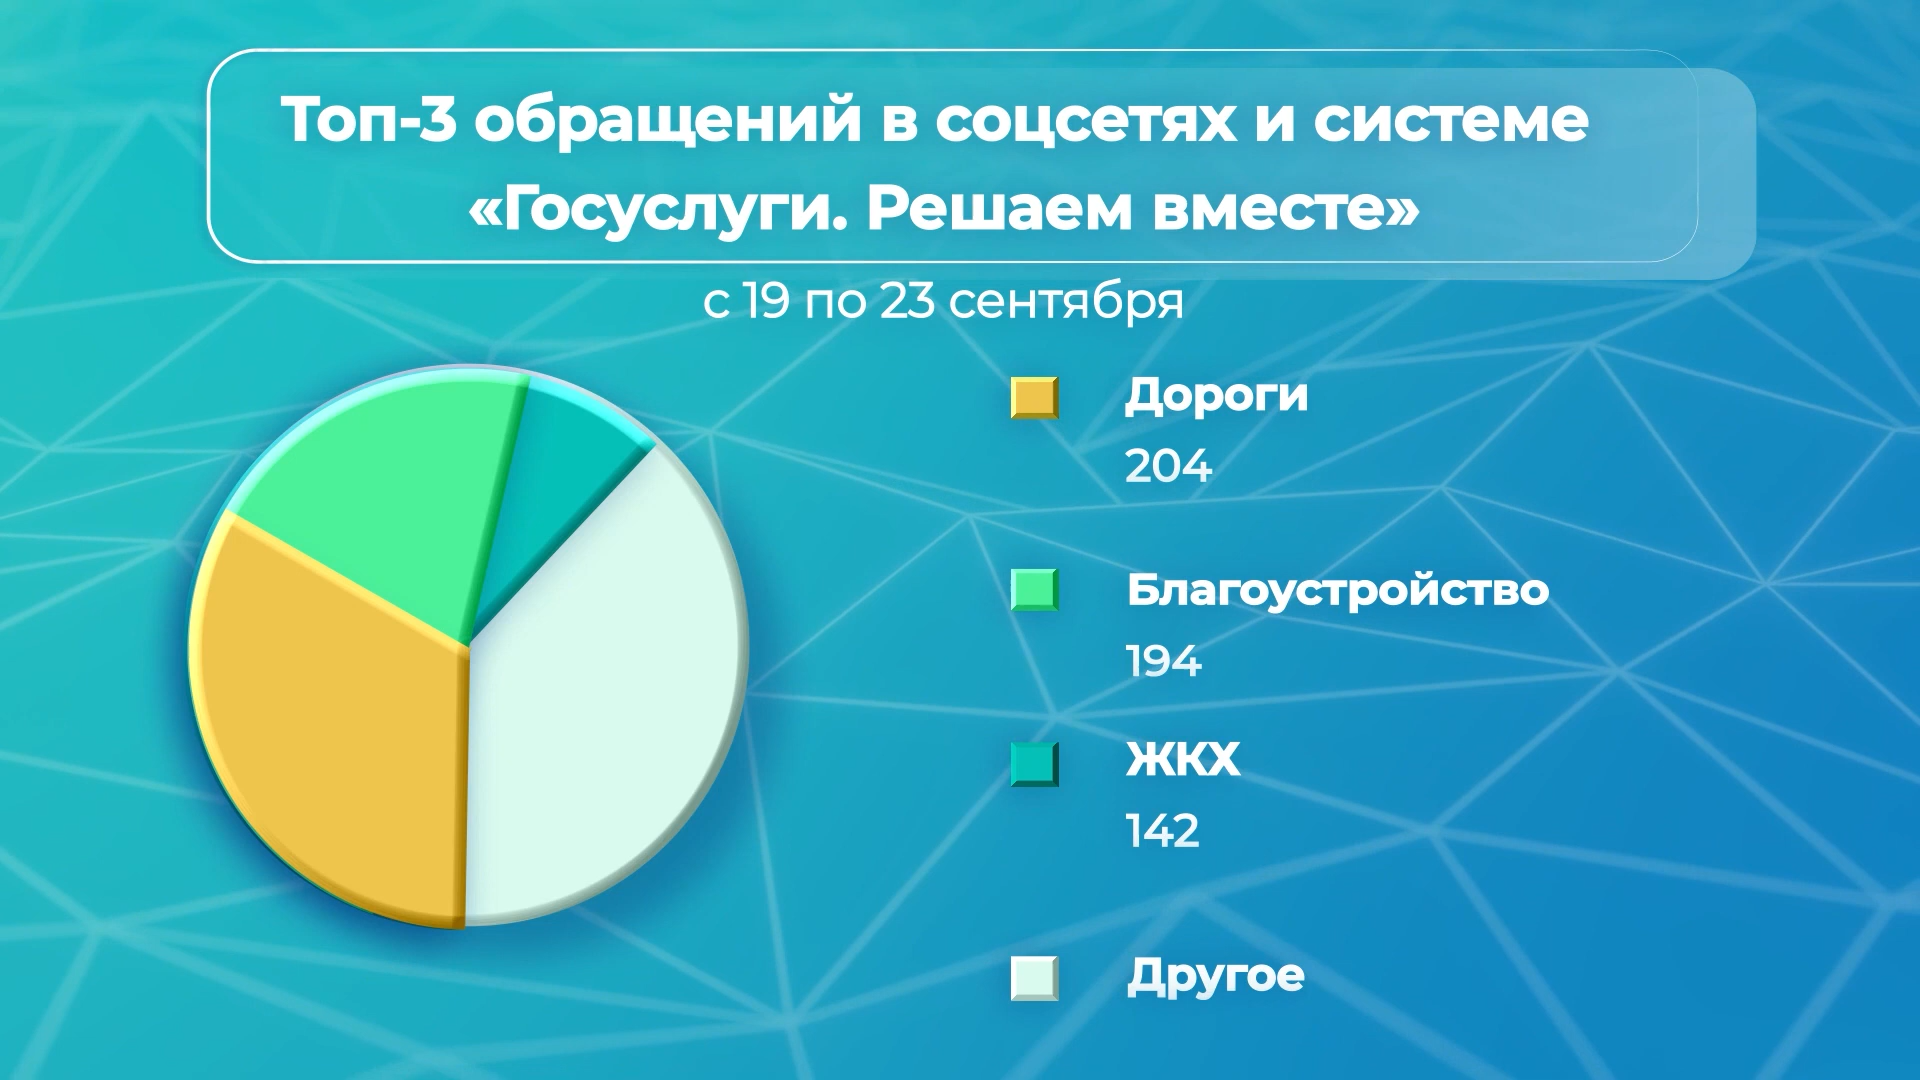 Топ-3 обращений в соцсетях и системе
«Госуслуги. Решаем вместе»
с 19 по 23 сентября
Дороги
204
Благоустройство
194
ЖКХ
142
Другое